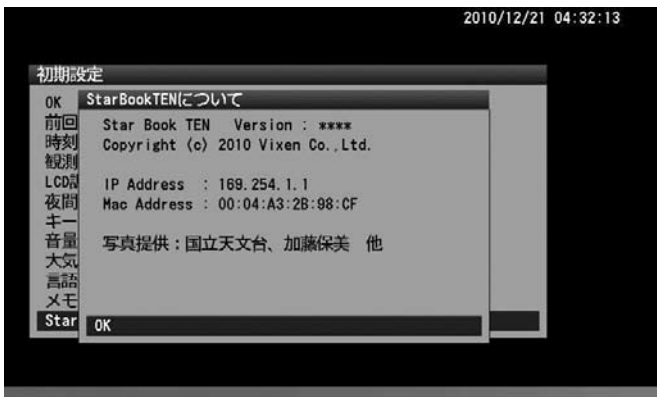 2010/12/21 04:32:13
初期設定
StarBookTENについて
OK
前回
時刻
観測
LCD
夜間
キー
音量
大気
言語
メモ
Star
Star Book TEN Version : ****
Copyright (c) 2010 Vixen Co.,Ltd.
IP Address : 169.254.1.1
Mac Address : 00:04:A3:2B:98:CF
写真提供：国立天文台、加藤保美 他
OK